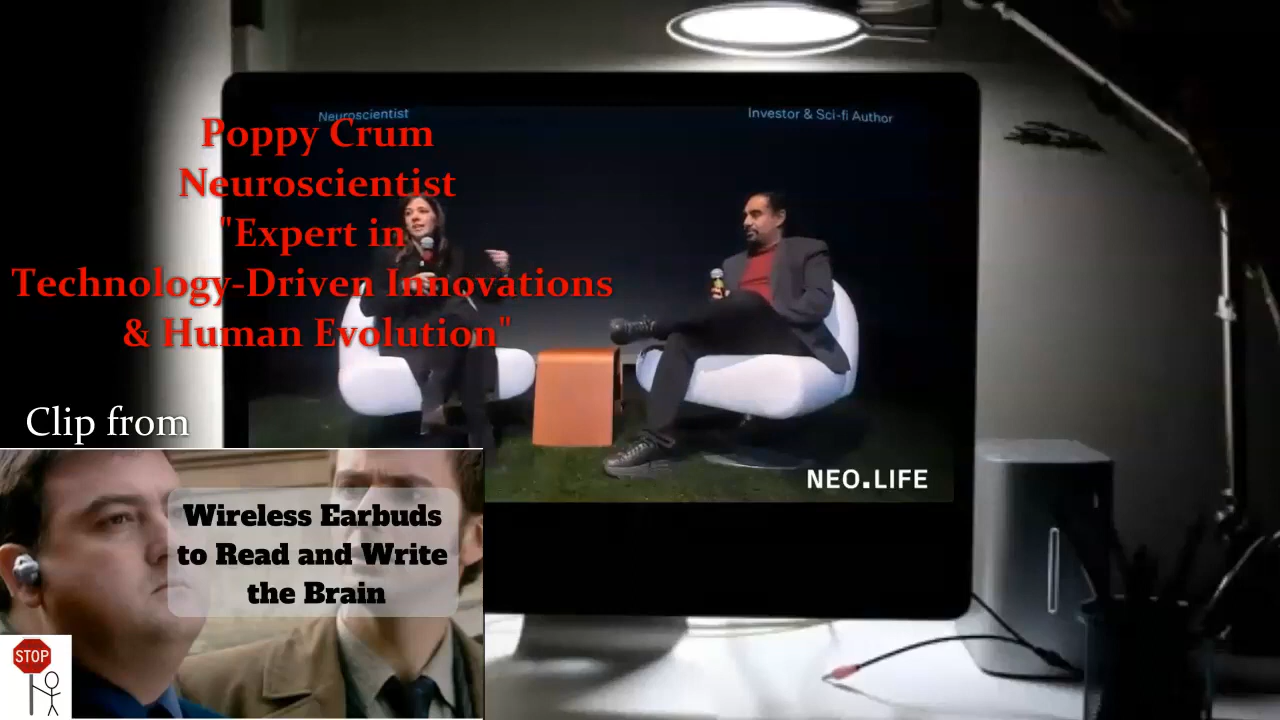 Neuroscientist
Investor & Sci-fi Author
Poppy Crum
Neuroscientist
"Expert in
Technology-Driven Innovations
& Human Evolution"
Clip from
NEO.LIFE
Wireless Earbuds
to Read and Write
the Brain
STOP